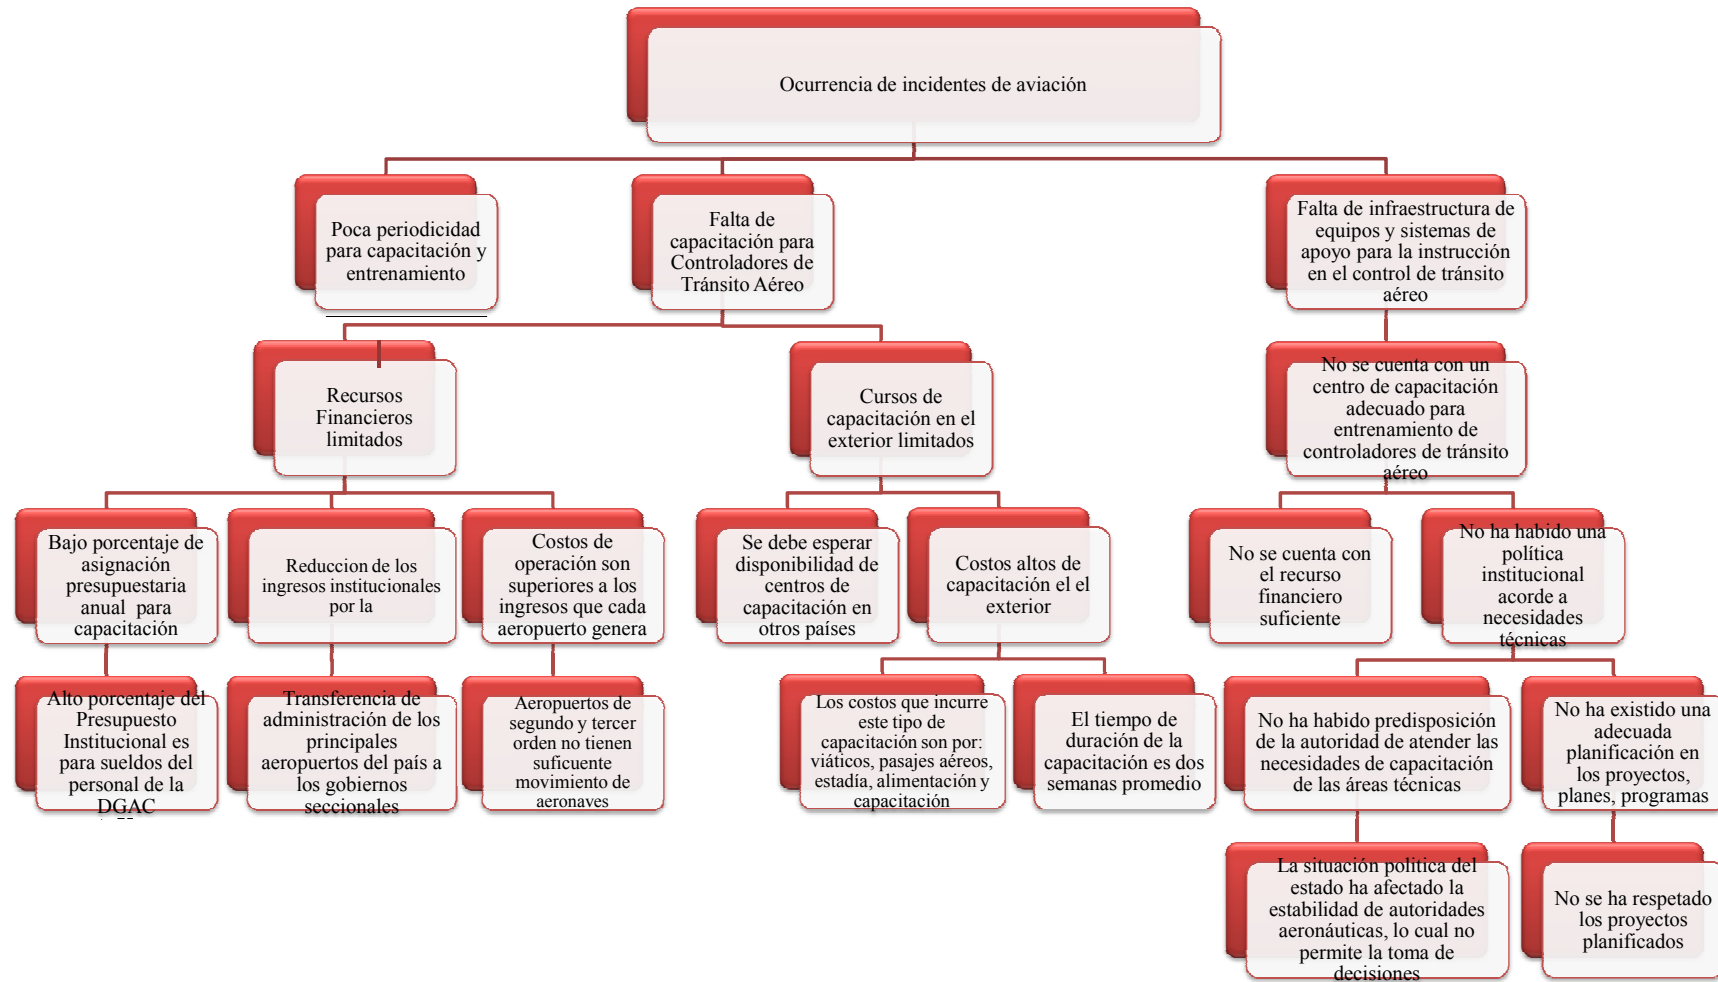 Ocurrencia de incidentes de aviación
Poca periodicidad
para capacitación y
entrenamiento
Falta de
capacitación para
Controladores de
Tránsito Aéreo
Falta de infraestructura de
equipos y sistemas de
apoyo para la instrucción
en el control de tránsito
aéreo
Recursos
Financieros
limitados
Cursos de
capacitación en el
exterior limitados
No se cuenta con un
centro de capacitación
adecuado para
entrenamiento de
controladores de tránsito
aéreo
Bajo porcentaje de
asignación
presupuestaria
anual para
capacitación
Reduccion de los
ingresos institucionales
por la
Costos de
operación son
superiores a los
ingresos que cada
aeropuerto genera
Se debe esperar
disponibilidad de
centros de
capacitación en
otros países
Costos altos de
capacitación el el
exterior
No se cuenta con
el recurso
financiero
suficiente
No ha habido una
política
institucional
acorde a
necesidades
técnicas
Alto porcentaje del
Presupuesto
Institucional es
para sueldos del
personal de la
DGAC
Transferencia de
administración de los
principales
aeropuertos del país a
los gobiernos
seccionales
Aeropuertos de
segundo y tercer
orden no tienen
suficuente
movimiento de
aeronaves
Los costos que incurre
este tipo de
capacitación son por:
viáticos, pasajes aéreos,
estadía, alimentación y
capacitación
El tiempo de
duración de la
capacitación es dos
semanas promedio
No ha habido predisposición
de la autoridad de atender las
necesidades de capacitación
de las áreas técnicas
No ha existido una
adecuada
planificación en
los proyectos,
planes, programas
La situación politica del
estado ha afectado la
estabilidad de autoridades
aeronáuticas, lo cual no
permite la toma de
decisiones
No se ha respetado
los proyectos
planificados